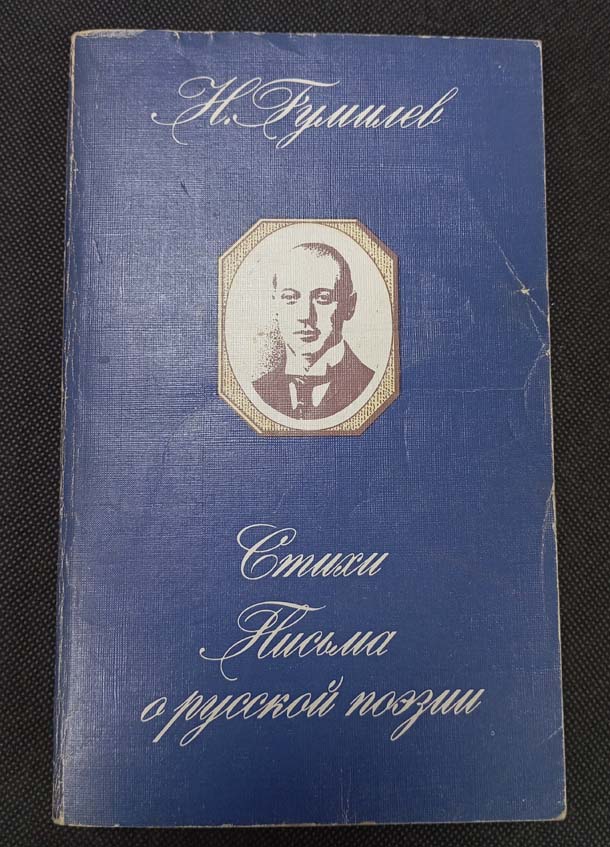 Н. Гумилев
Стихи
Письма
о русской поэзии